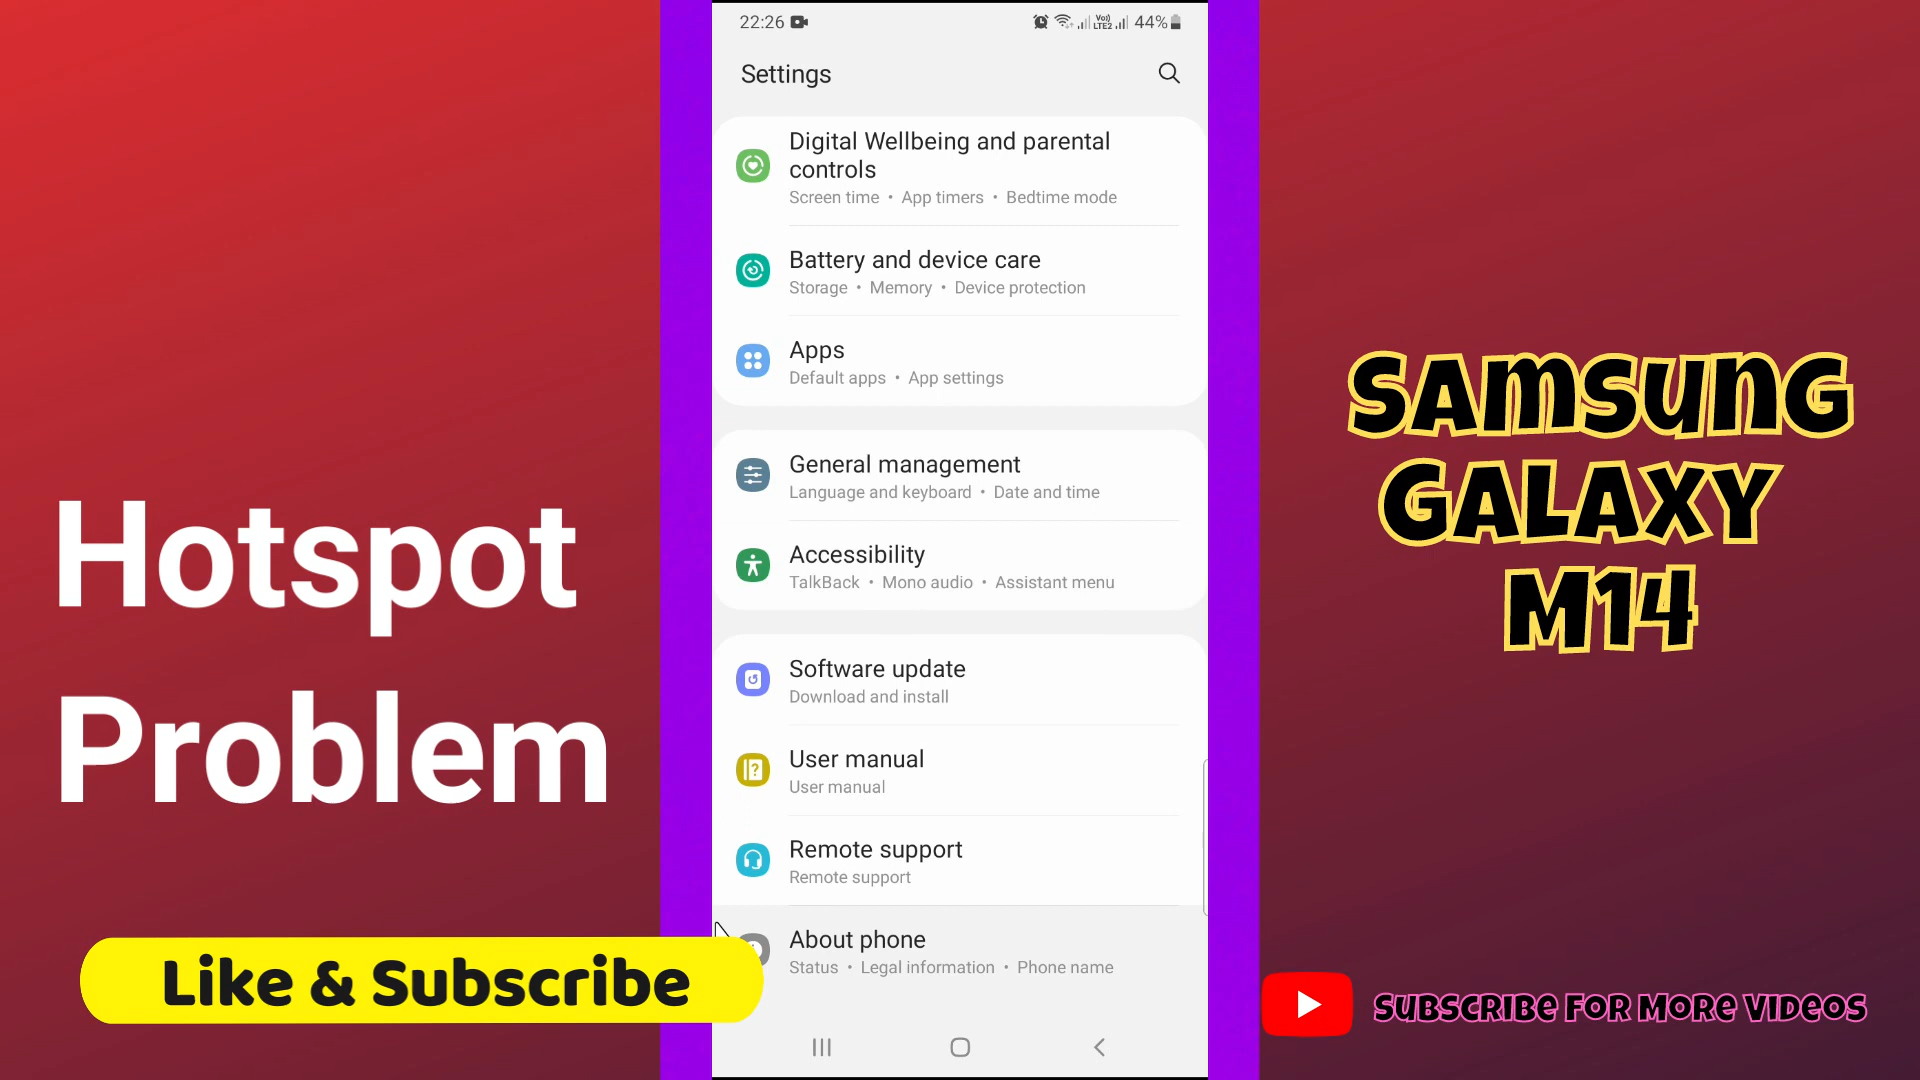 22:26
Vo)) LTE2
44%
Settings
Digital Wellbeing and parental
controls
Screen time • App timers • Bedtime mode
Battery and device care
Storage • Memory • Device protection
Apps
Default apps • App settings
General management
Language and keyboard • Date and time
Accessibility
TalkBack • Mono audio • Assistant menu
Software update
Download and install
User manual
User manual
Remote support
Remote support
About phone
Status • Legal information • Phone name
Hotspot
Problem
Like & Subscribe
SAMSUNG
GALAXY
M14
SUBSCRIBE FOR MORE VIDEOS